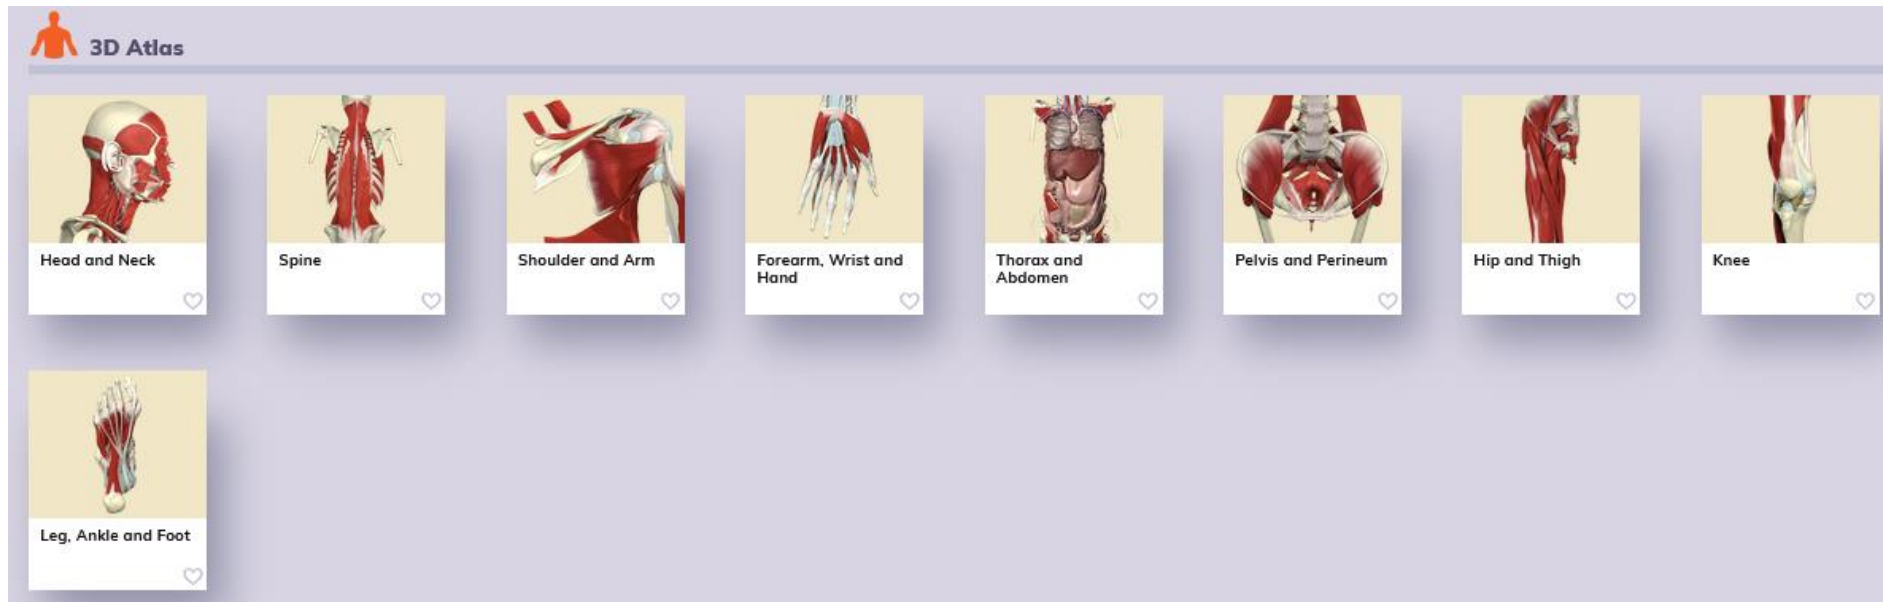 3D Atlas
Head and Neck
Spine
Shoulder and Arm
Forearm, Wrist and
Hand
Thorax and
Abdomen
Pelvis and Perineum
Hip and Thigh
Knee
Leg, Ankle and Foot